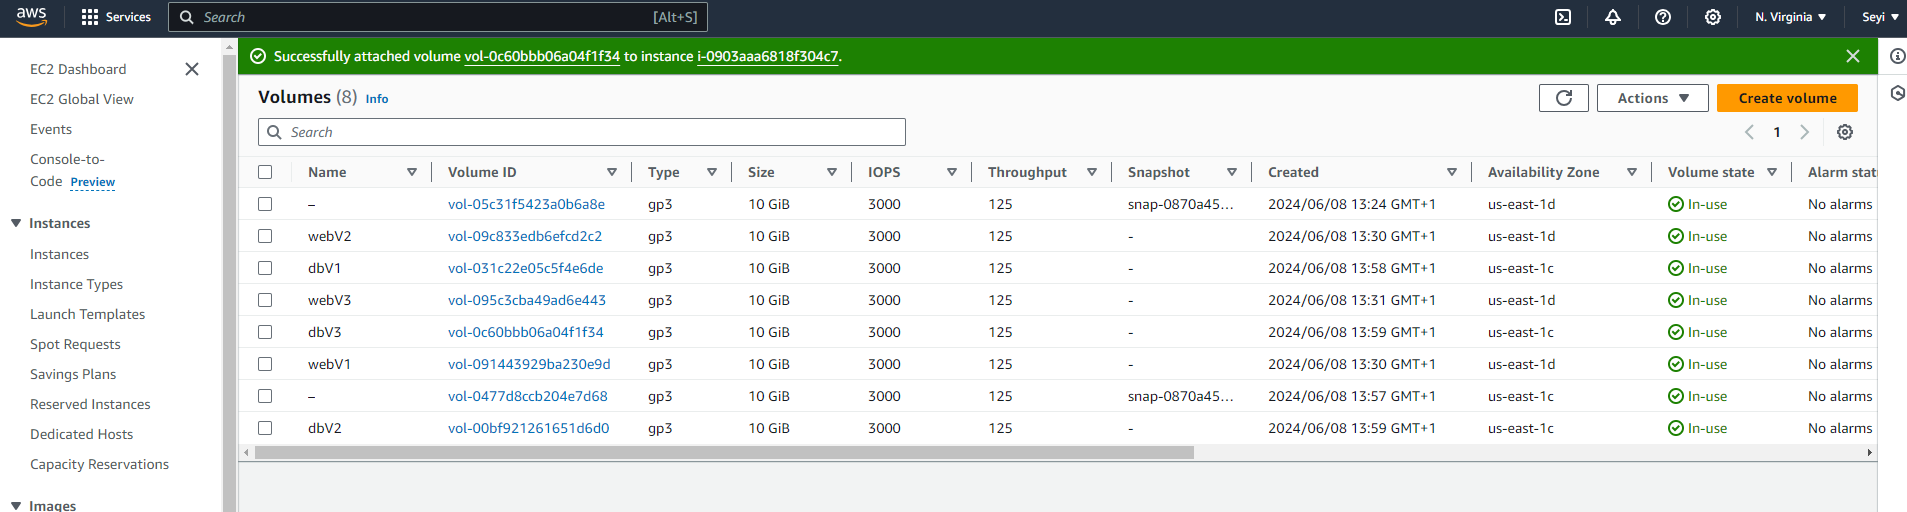 aws Services Search [Alt+S] N. Virginia Seyi
Successfully attached volume vol-0c60bbb06a04f1f34 to instance i-0903aaa6818f304c7.
EC2 Dashboard
EC2 Global View
Events
Console-to-
Code Preview
Instances
Instances
Instance Types
Launch Templates
Spot Requests
Savings Plans
Reserved Instances
Dedicated Hosts
Capacity Reservations
Images
Volumes (8) Info Actions Create volume
Search 1
Name Volume ID Type Size IOPS Throughput Snapshot Created Availability Zone Volume state Alarm stat
– vol-05c31f5423a0b6a8e gp3 10 GiB 3000 125 snap-0870a45... 2024/06/08 13:24 GMT+1 us-east-1d In-use No alarms
webV2 vol-09c833edb6efcd2c2 gp3 10 GiB 3000 125 - 2024/06/08 13:30 GMT+1 us-east-1d In-use No alarms
dbV1 vol-031c22e05c5f4e6de gp3 10 GiB 3000 125 - 2024/06/08 13:58 GMT+1 us-east-1c In-use No alarms
webV3 vol-095c3cba49ad6e443 gp3 10 GiB 3000 125 - 2024/06/08 13:31 GMT+1 us-east-1d In-use No alarms
dbV3 vol-0c60bbb06a04f1f34 gp3 10 GiB 3000 125 - 2024/06/08 13:59 GMT+1 us-east-1c In-use No alarms
webV1 vol-091443929ba230e9d gp3 10 GiB 3000 125 - 2024/06/08 13:30 GMT+1 us-east-1d In-use No alarms
– vol-0477d8ccb204e7d68 gp3 10 GiB 3000 125 snap-0870a45... 2024/06/08 13:57 GMT+1 us-east-1c In-use No alarms
dbV2 vol-00bf921261651d6d0 gp3 10 GiB 3000 125 - 2024/06/08 13:59 GMT+1 us-east-1c In-use No alarms